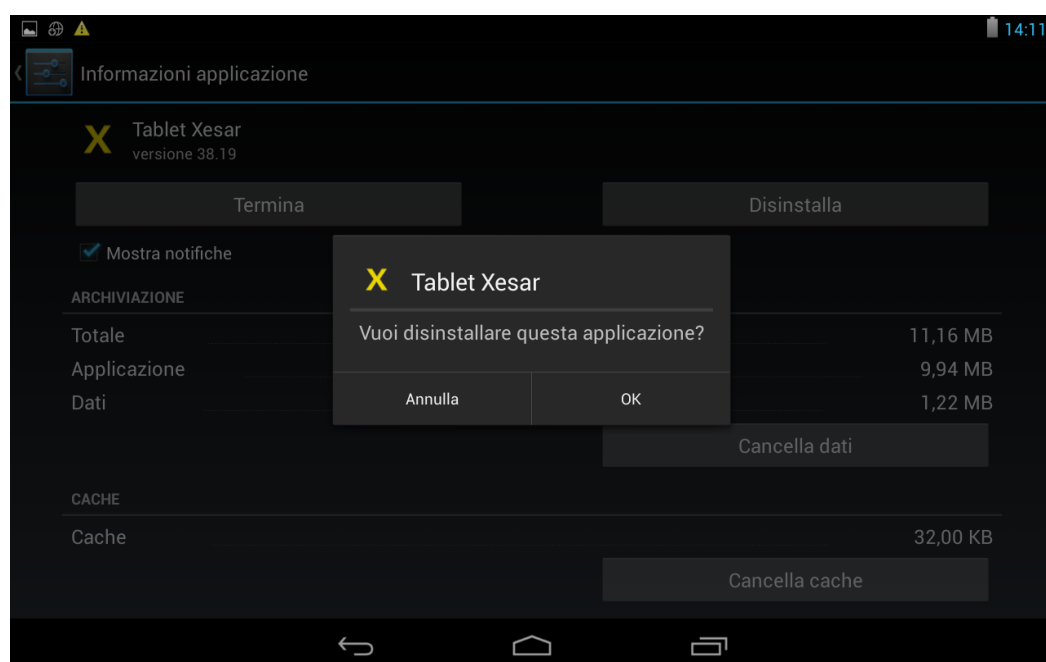 14:11
Informazioni applicazione
Tablet Xesar
versione 38.19
Termina
Disinstalla
Mostra notifiche
ARCHIVIAZIONE
Totale 11,16 MB
Applicazione 9,94 MB
Dati 1,22 MB
Cancella dati
CACHE
Cache 32,00 KB
Cancella cache
X Tablet Xesar
Vuoi disinstallare questa applicazione?
Annulla OK